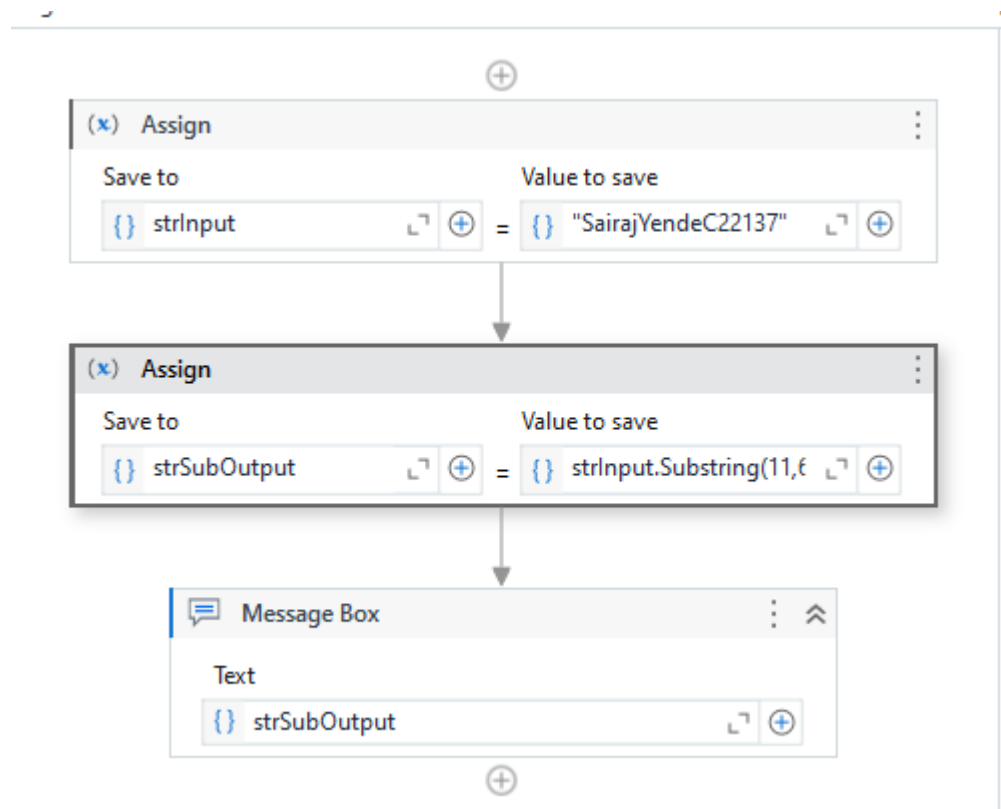 (x) Assign
Save to Value to save
{} strInput = {} "SairajYendeC22137"
(x) Assign
Save to Value to save
{} strSubOutput = {} strInput.Substring(11,6
Message Box
Text
{} strSubOutput